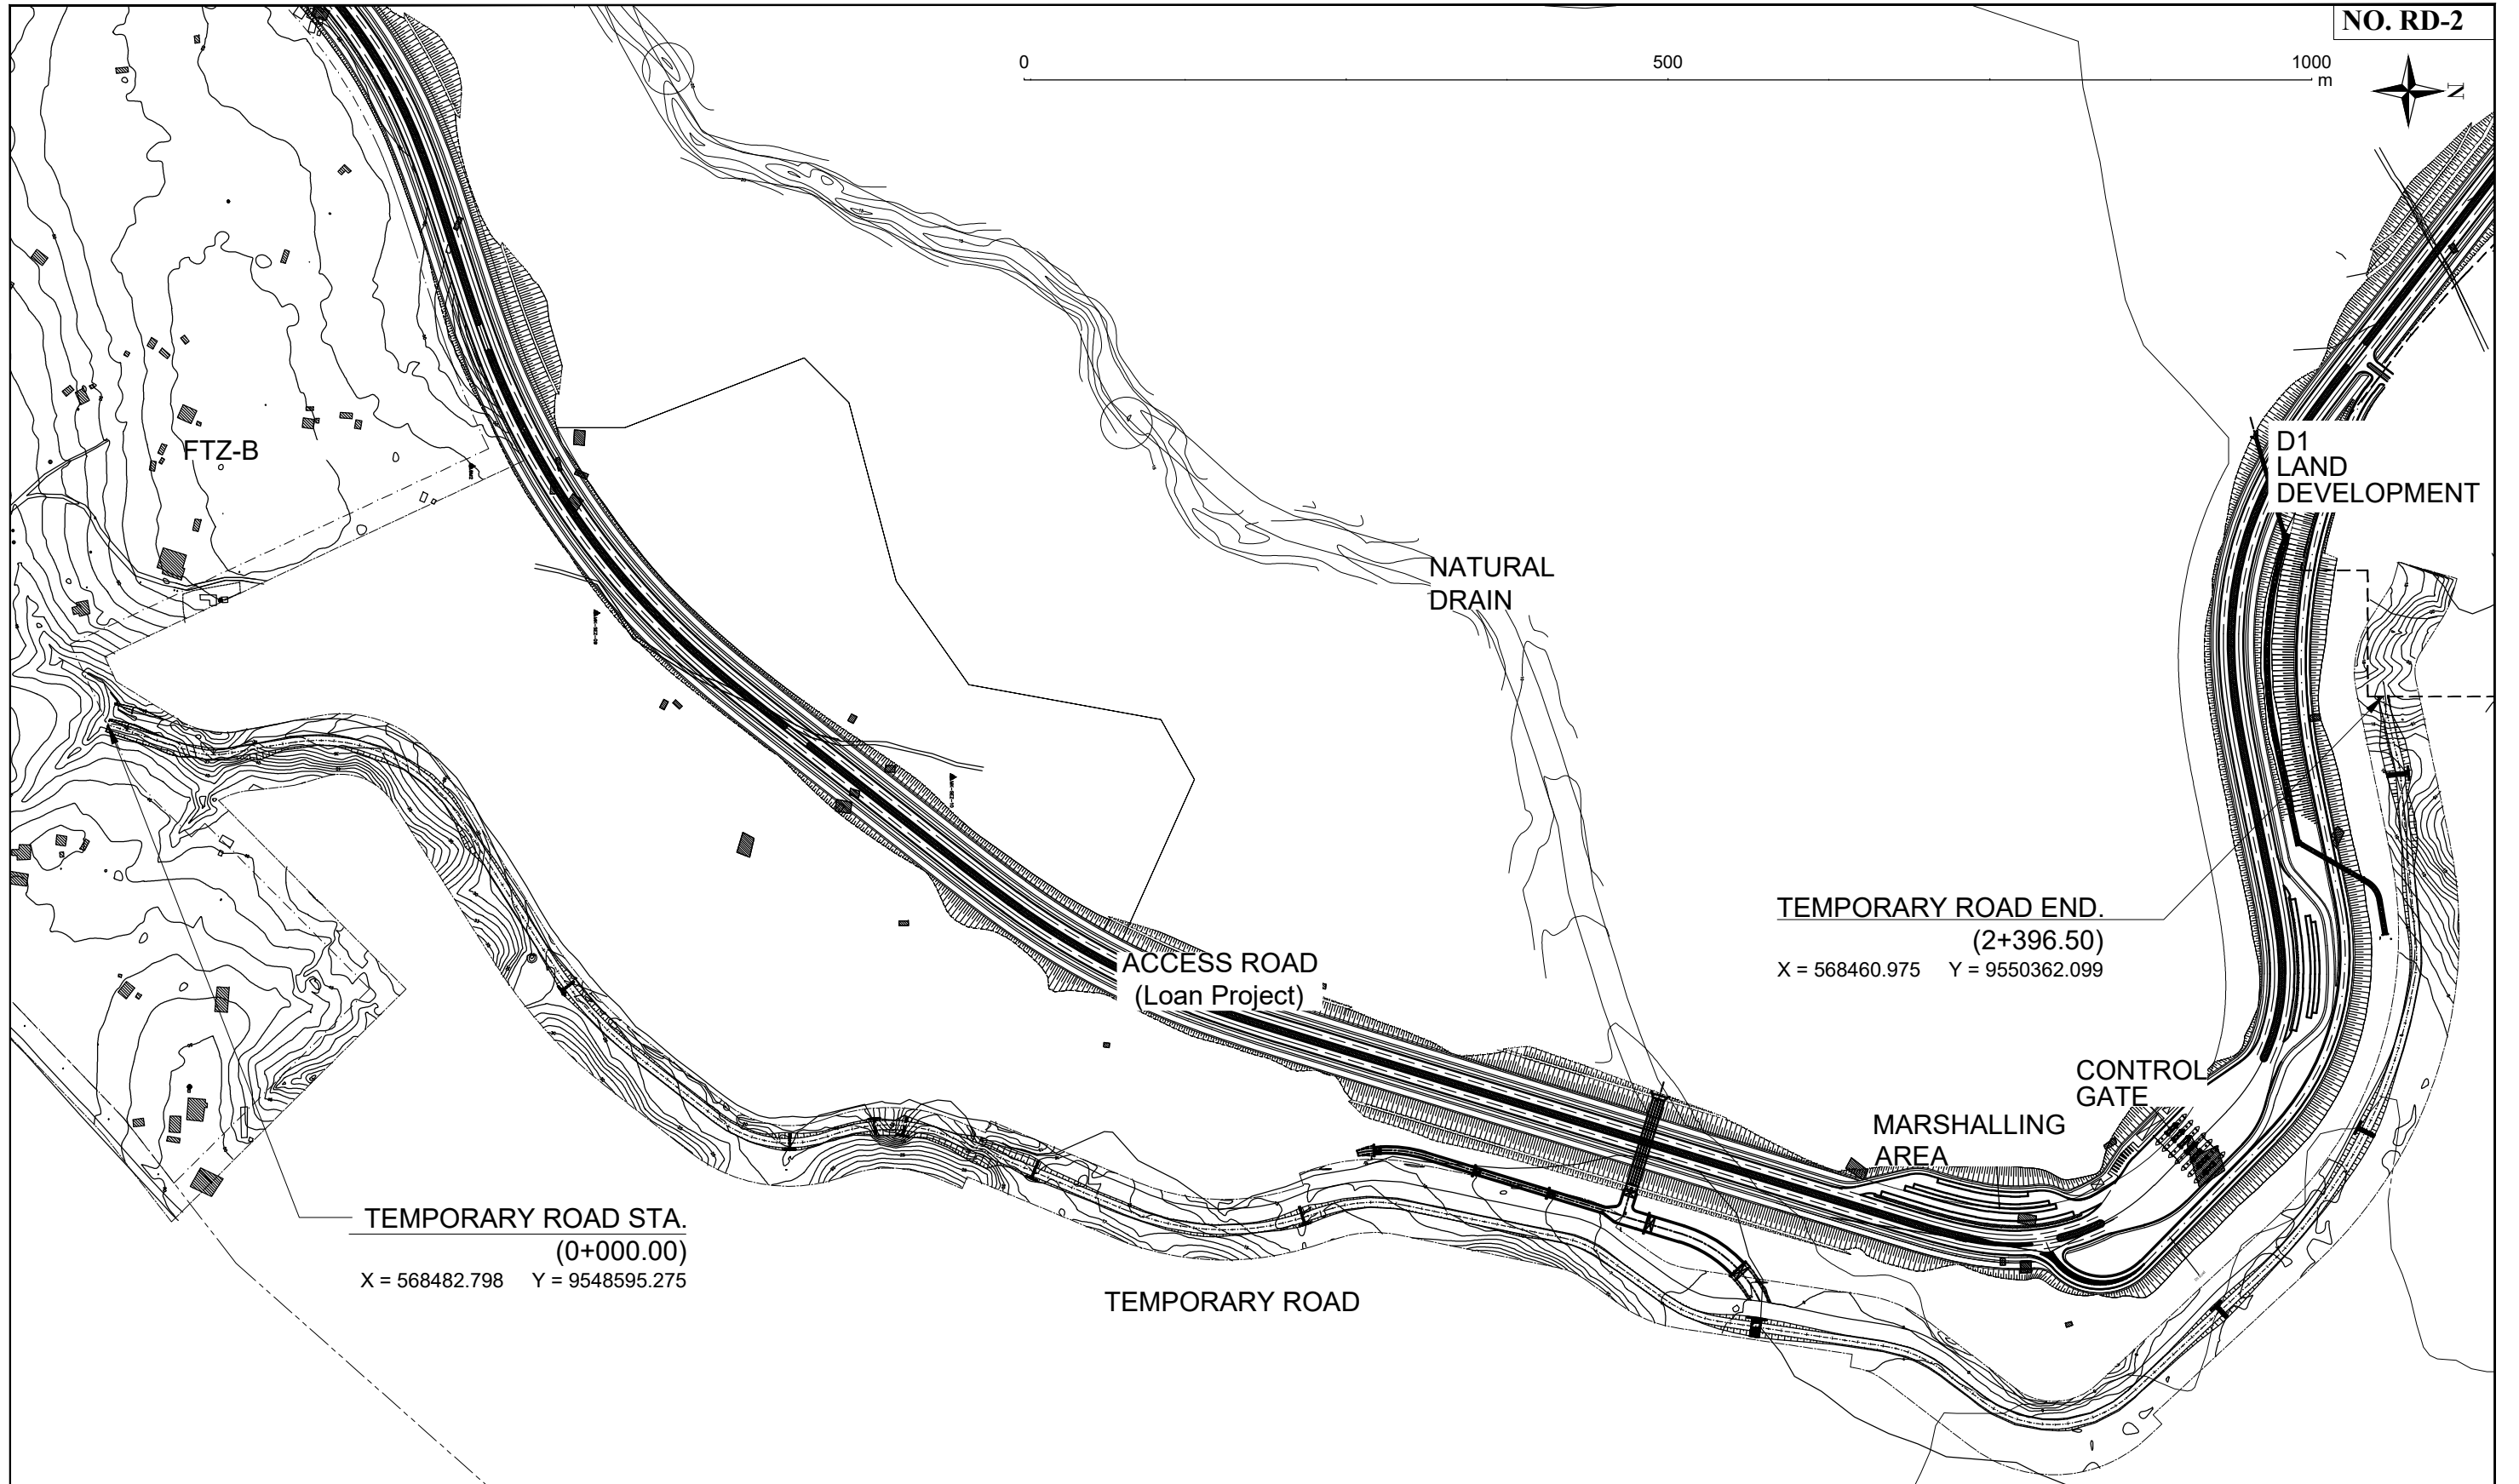 NO. RD-2
0
500
1000
m
N
FTZ-B
D1
LAND
DEVELOPMENT
NATURAL
DRAIN
TEMPORARY ROAD END.
(2+396.50)
X = 568460.975 Y = 9550362.099
ACCESS ROAD
(Loan Project)
CONTROL
GATE
MARSHALLING
AREA
TEMPORARY ROAD STA.
(0+000.00)
X = 568482.798 Y = 9548595.275
TEMPORARY ROAD